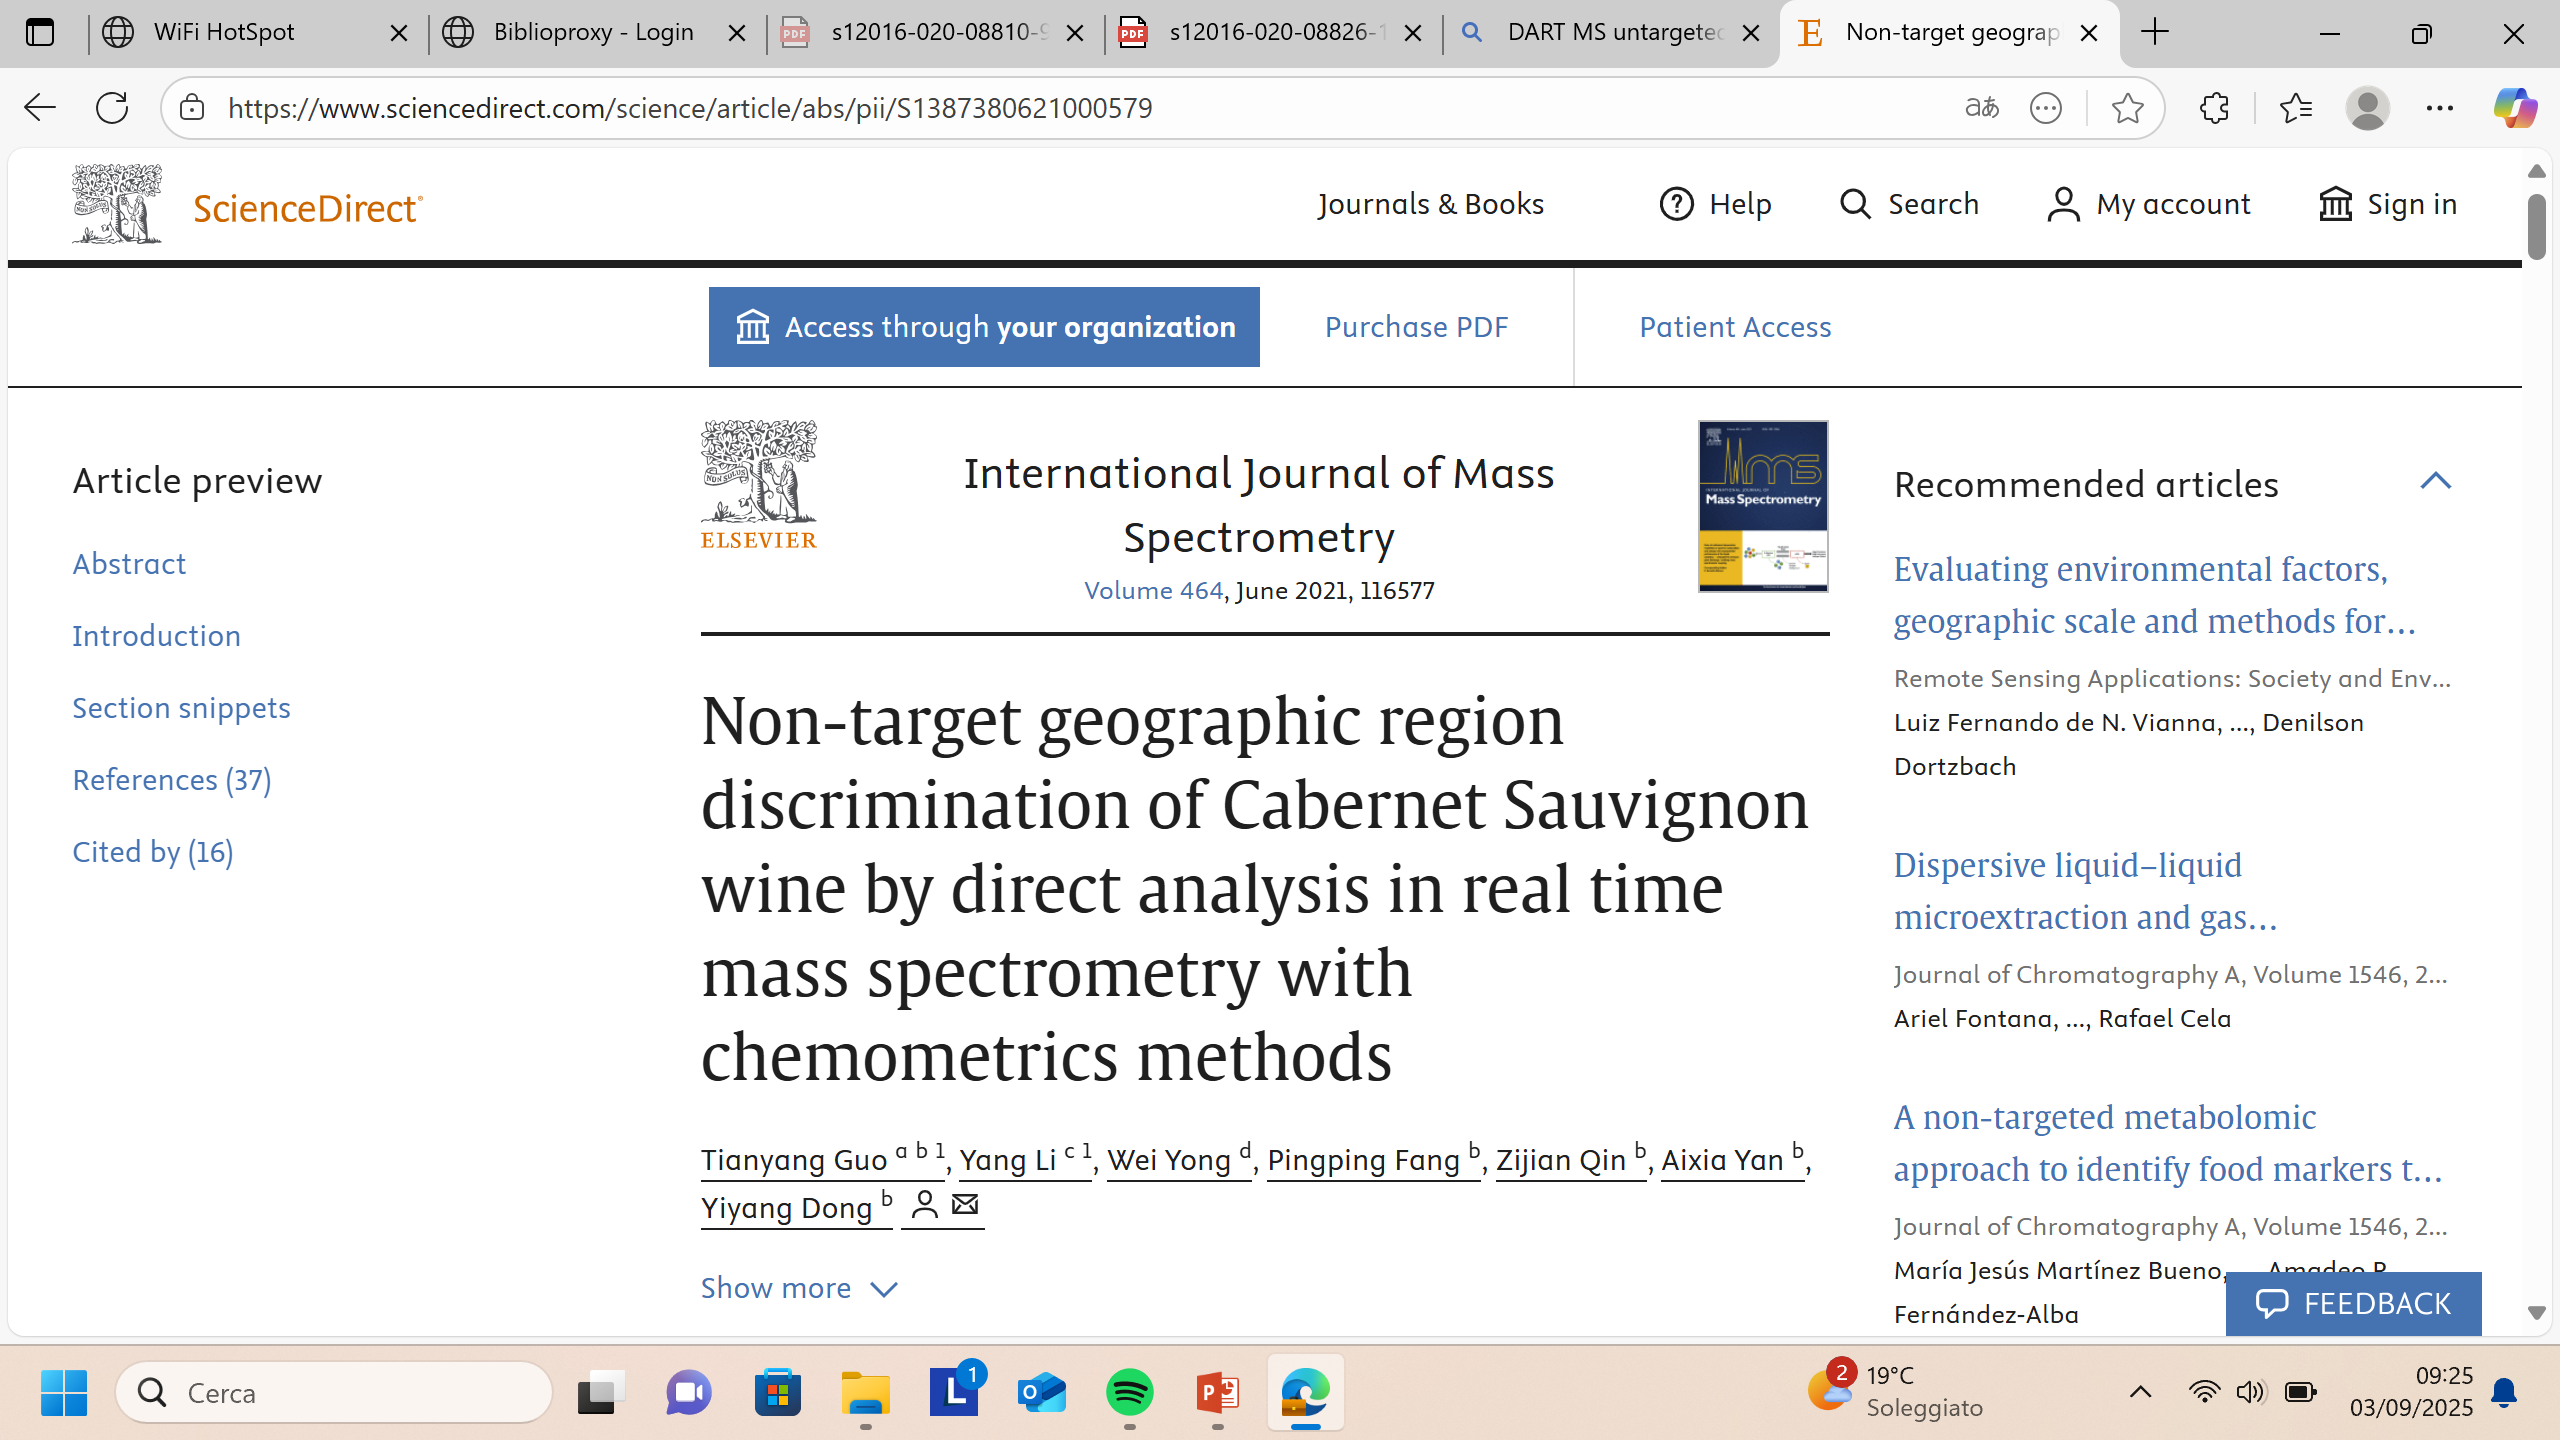 WiFi HotSpot
Biblioproxy - Login
s12016-020-08810-9
s12016-020-08826-1
DART MS untargeted
Non-target geograp
https://www.sciencedirect.com/science/article/abs/pii/S1387380621000579
ScienceDirect
Journals & Books
Help
Search
My account
Sign in
Access through your organization
Purchase PDF
Patient Access
Article preview
Abstract
Introduction
Section snippets
References (37)
Cited by (16)
ELSEVIER
International Journal of Mass
Spectrometry
Volume 464, June 2021, 116577
Mass Spectrometry
Non-target geographic region
discrimination of Cabernet Sauvignon
wine by direct analysis in real time
mass spectrometry with
chemometrics methods
Tianyang Guo a b 1, Yang Li c 1, Wei Yong d, Pingping Fang b, Zijian Qin b, Aixia Yan b,
Yiyang Dong b
Show more
Recommended articles
Evaluating environmental factors,
geographic scale and methods for...
Remote Sensing Applications: Society and Env...
Luiz Fernando de N. Vianna, ..., Denilson
Dortzbach
Dispersive liquid–liquid
microextraction and gas...
Journal of Chromatography A, Volume 1546, 2...
Ariel Fontana, ..., Rafael Cela
A non-targeted metabolomic
approach to identify food markers t...
Journal of Chromatography A, Volume 1546, 2...
María Jesús Martínez Bueno, Amadeo R.
Fernández-Alba
FEEDBACK
Cerca
1
2
19°C
Soleggiato
09:25
03/09/2025